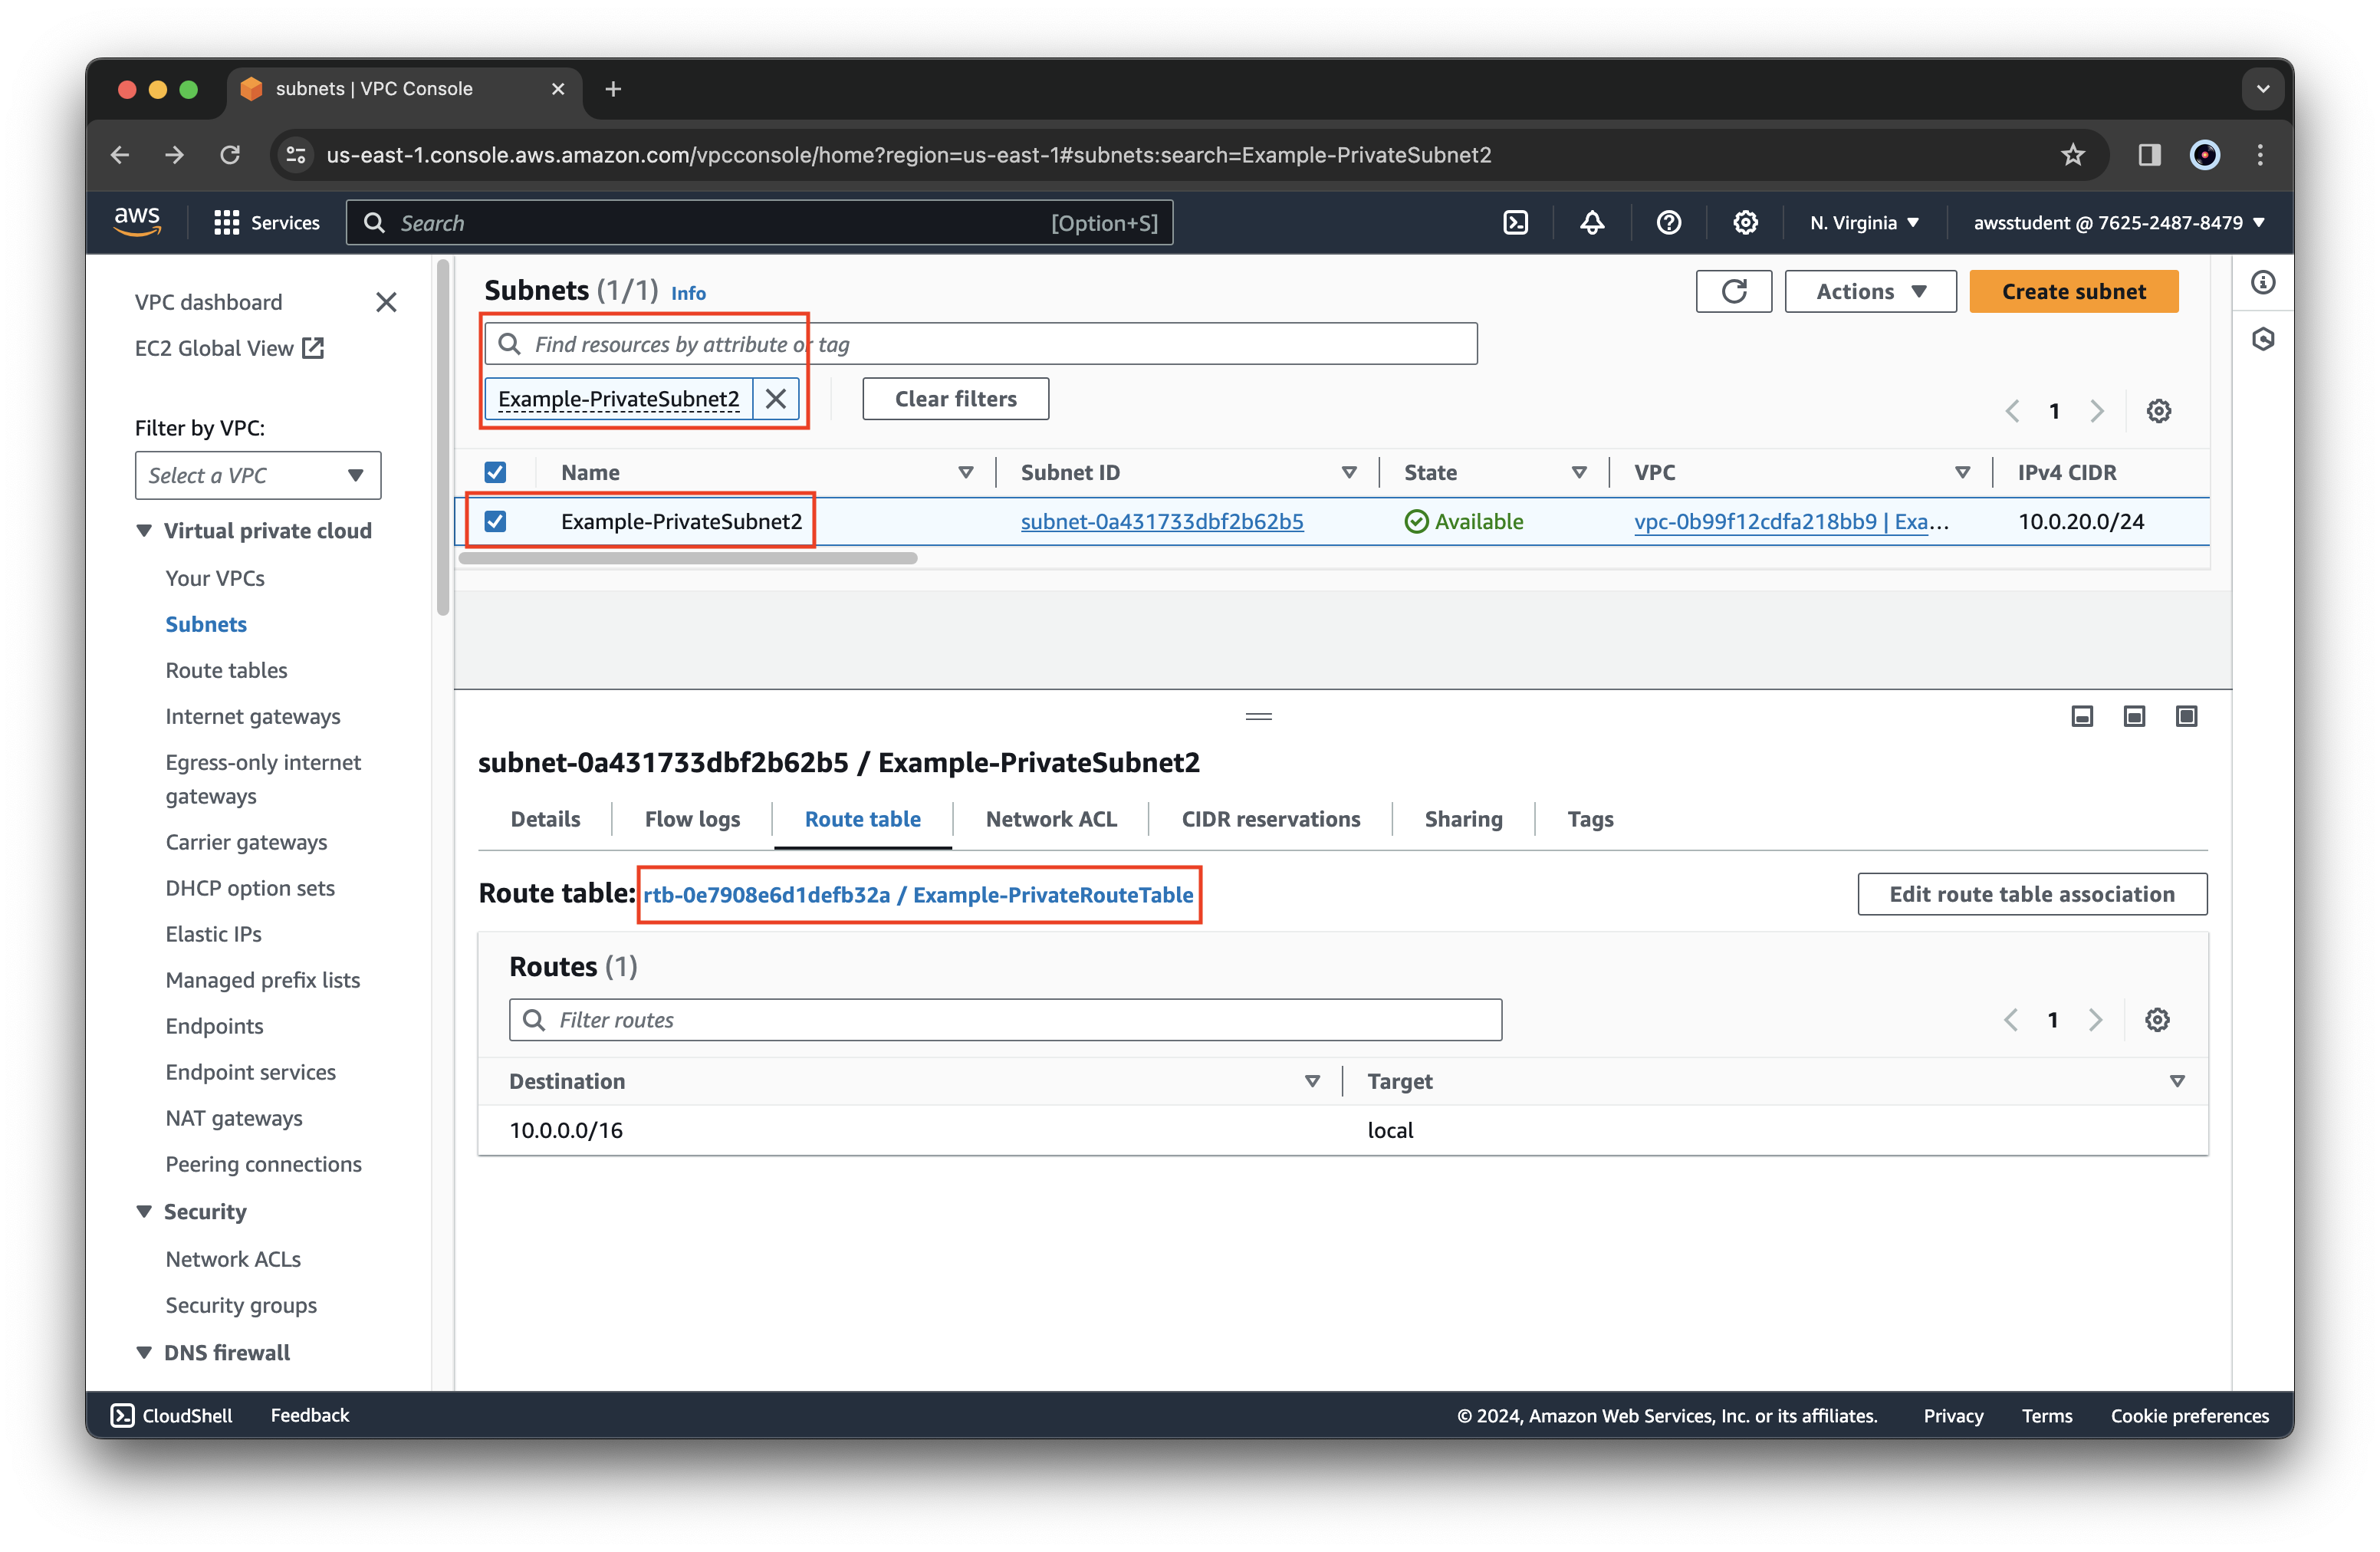 subnets | VPC Console
us-east-1.console.aws.amazon.com/vpcconsole/home?region=us-east-1#subnets:search=Example-PrivateSubnet2
aws Services Search [Option+S] N. Virginia awsstudent @ 7625-2487-8479
VPC dashboard
EC2 Global View
Filter by VPC:
Select a VPC
Virtual private cloud
Your VPCs
Subnets
Route tables
Internet gateways
Egress-only internet
gateways
Carrier gateways
DHCP option sets
Elastic IPs
Managed prefix lists
Endpoints
Endpoint services
NAT gateways
Peering connections
Security
Network ACLs
Security groups
DNS firewall
Subnets (1/1) Info
Actions Create subnet
Find resources by attribute or tag
Example-PrivateSubnet2 Clear filters
1
Name Subnet ID State VPC IPv4 CIDR
Example-PrivateSubnet2 subnet-0a431733dbf2b62b5 Available vpc-0b99f12cdfa218bb9 | Exa... 10.0.20.0/24
subnet-0a431733dbf2b62b5 / Example-PrivateSubnet2
Details Flow logs Route table Network ACL CIDR reservations Sharing Tags
Route table: rtb-0e7908e6d1defb32a / Example-PrivateRouteTable Edit route table association
Routes (1)
Filter routes
1
Destination Target
10.0.0.0/16 local
CloudShell Feedback © 2024, Amazon Web Services, Inc. or its affiliates. Privacy Terms Cookie preferences